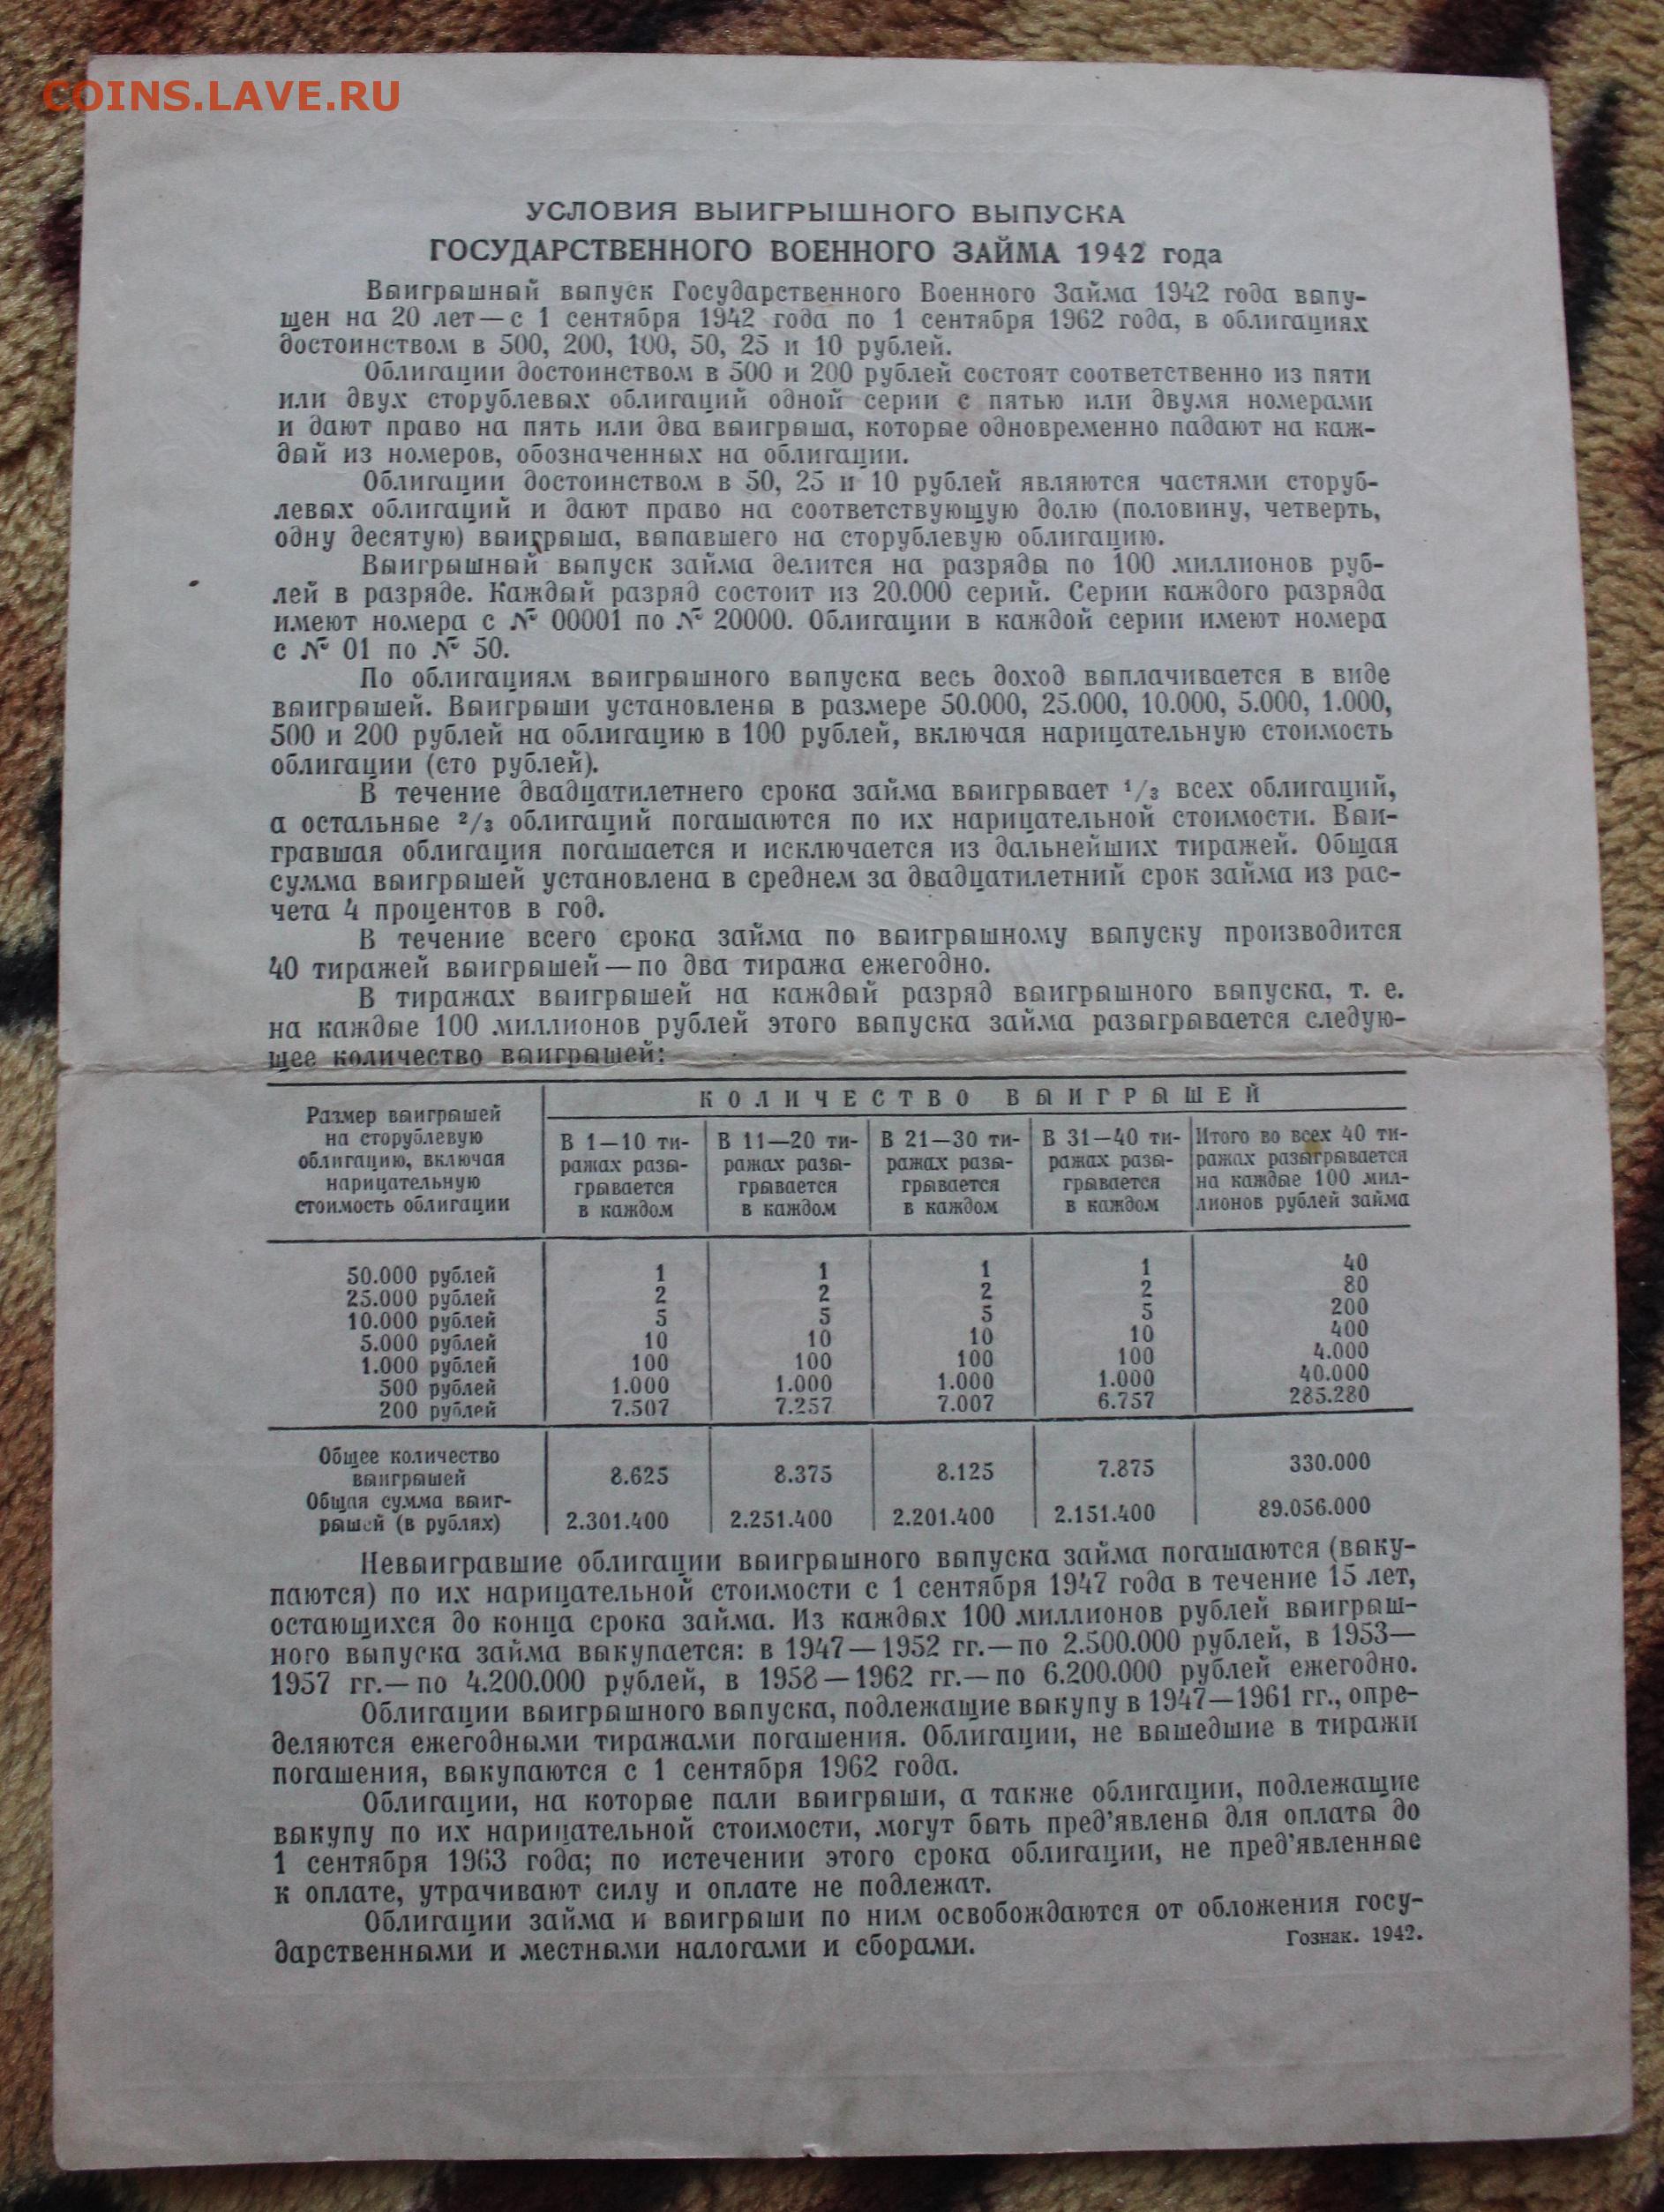 COINS.LAVE.RU
УСЛОВИЯ ВЫИГРЫШНОГО ВЫПУСКА
ГОСУДАРСТВЕННОГО ВОЕННОГО ЗАЙМА 1942 года
Выигрышный выпуск Государственного Военного Займа 1942 года выпу-
щен на 20 лет—с 1 сентября 1942 года по 1 сентября 1962 года, в облигациях
достоинством в 500, 200, 100, 50, 25 и 10 рублей.
Облигации достоинством в 500 и 200 рублей состоят соответственно из пяти
или двух сторублевых облигаций одной серии с пятью или двумя номерами
и дают право на пять или два выигрыша, которые одновременно падают на каж-
дый из номеров, обозначенных на облигации.
Облигации достоинством в 50, 25 и 10 рублей являются частями сторуб-
левых облигаций и дают право на соответствующую долю (половину, четверть,
одну десятую) выигрыша, выпавшего на сторублевую облигацию.
Выигрышный выпуск займа делится на разряды по 100 миллионов руб-
лей в разряде. Каждый разряд состоит из 20.000 серий. Серии каждого разряда
имеют номера с № 00001 по № 20000. Облигации в каждой серии имеют номера
с № 01 по № 50.
По облигациям выигрышного выпуска весь доход выплачивается в виде
выигрышей. Выигрыши установлены в размере 50.000, 25.000, 10.000, 5.000, 1.000,
500 и 200 рублей на облигацию в 100 рублей, включая нарицательную стоимость
облигации (сто рублей).
В течение двадцатилетнего срока займа выигрывает 1/3 всех облигаций,
а остальные 2/3 облигаций погашаются по их нарицательной стоимости. Выи-
гравшая облигация погашается и исключается из дальнейших тиражей. Общая
сумма выигрышей установлена в среднем за двадцатилетний срок займа из рас-
чета 4 процентов в год.
В течение всего срока займа по выигрышному выпуску производится
40 тиражей выигрышей—по два тиража ежегодно.
В тиражах выигрышей на каждый разряд выигрышного выпуска, т. е.
на каждые 100 миллионов рублей этого выпуска займа разыгрывается следую-
щее количество выигрышей:
Размер выигрышей
на сторублевую
облигацию, включая
нарицательную
стоимость облигации
КОЛИЧЕСТВО ВЫИГРЫШЕЙ
В 1—10 ти-
ражах разы-
грывается
в каждом
В 11—20 ти-
ражах разы-
грывается
в каждом
В 21—30 ти-
ражах разы-
грывается
в каждом
В 31—40 ти-
ражах разы-
грывается
в каждом
Итого во всех 40 ти-
ражах разыгрывается
на каждые 100 мил-
лионов рублей займа
50.000 рублей 1 1 1 1 40
25.000 рублей 2 2 2 2 80
10.000 рублей 5 5 5 5 200
5.000 рублей 10 10 10 10 400
1.000 рублей 100 100 100 100 4.000
500 рублей 1.000 1.000 1.000 1.000 40.000
200 рублей 7.507 7.257 7.007 6.757 285.280
Общее количество
выигрышей 8.625 8.375 8.125 7.875 330.000
Общая сумма выиг-
рышей (в рублях) 2.301.400 2.251.400 2.201.400 2.151.400 89.056.000
Невыигравшие облигации выигрышного выпуска займа погашаются (выку-
паются) по их нарицательной стоимости с 1 сентября 1947 года в течение 15 лет,
остающихся до конца срока займа. Из каждых 100 миллионов рублей выигрыш-
ного выпуска займа выкупается: в 1947—1952 гг.—по 2.500.000 рублей, в 1953—
1957 гг.—по 4.200.000 рублей, в 1958—1962 гг.—по 6.200.000 рублей ежегодно.
Облигации выигрышного выпуска, подлежащие выкупу в 1947—1961 гг., опре-
деляются ежегодными тиражами погашения. Облигации, не вышедшие в тиражи
погашения, выкупаются с 1 сентября 1962 года.
Облигации, на которые пали выигрыши, а также облигации, подлежащие
выкупу по их нарицательной стоимости, могут быть пред'явлены для оплаты до
1 сентября 1963 года; по истечении этого срока облигации, не пред'явленные
к оплате, утрачивают силу и оплате не подлежат.
Облигации займа и выигрыши по ним освобождаются от обложения госу-
дарственными и местными налогами и сборами.
Гознак. 1942.